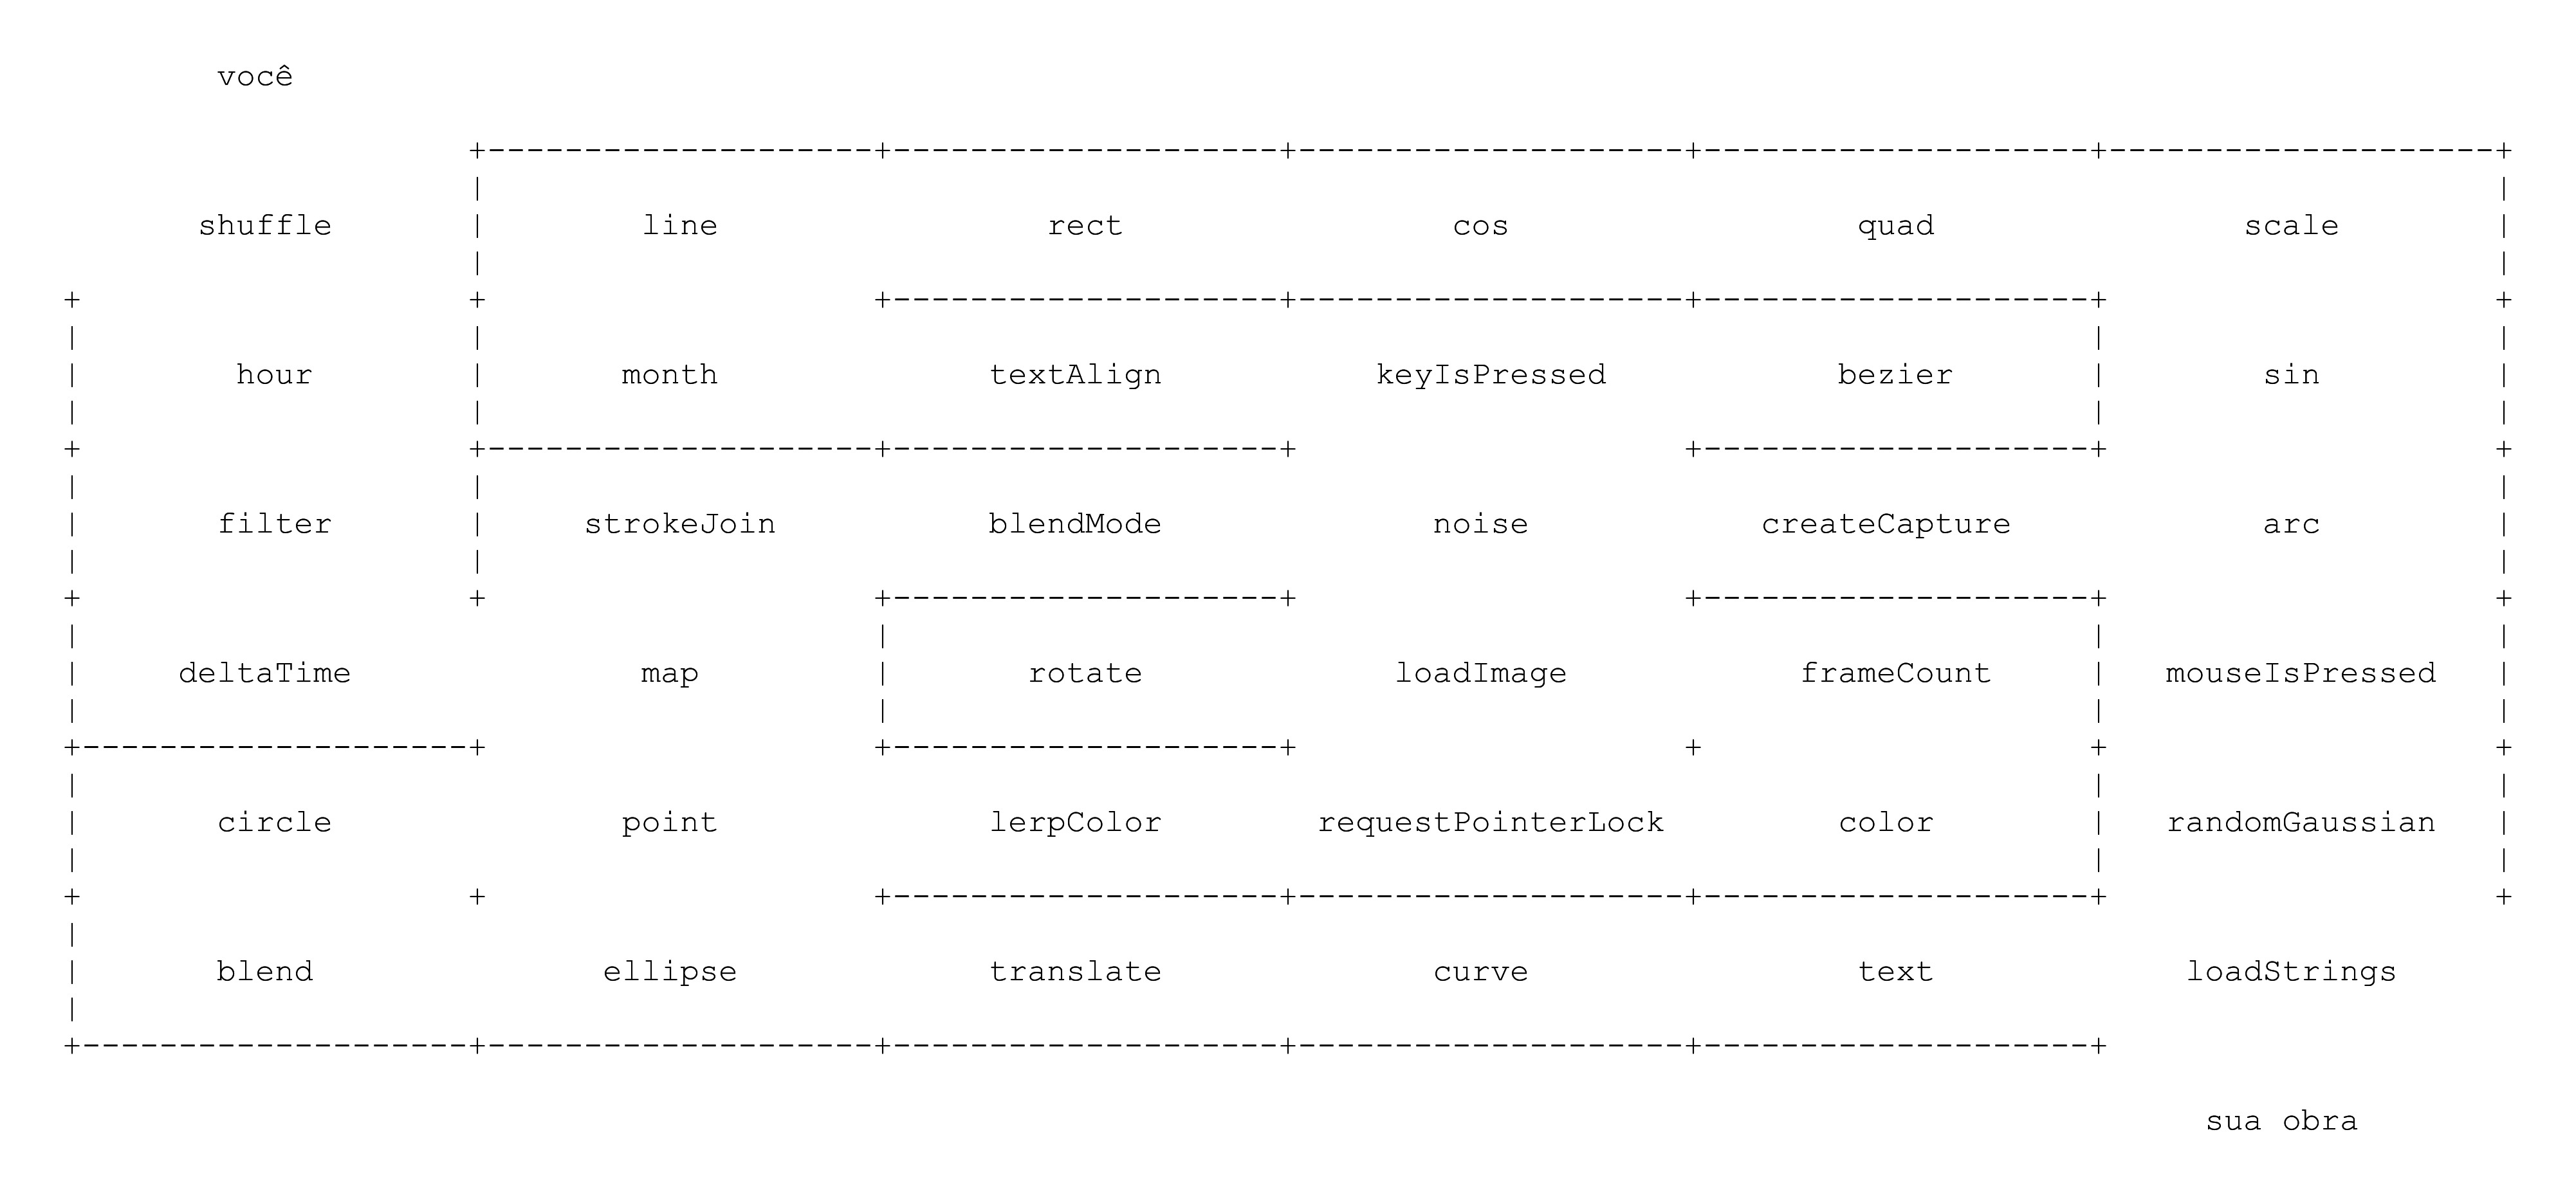 você
shuffle line rect cos quad scale
hour month textAlign keyIsPressed bezier sin
filter strokeJoin blendMode noise createCapture arc
deltaTime map rotate loadImage frameCount mouseIsPressed
circle point lerpColor requestPointerLock color randomGaussian
blend ellipse translate curve text loadStrings
sua obra